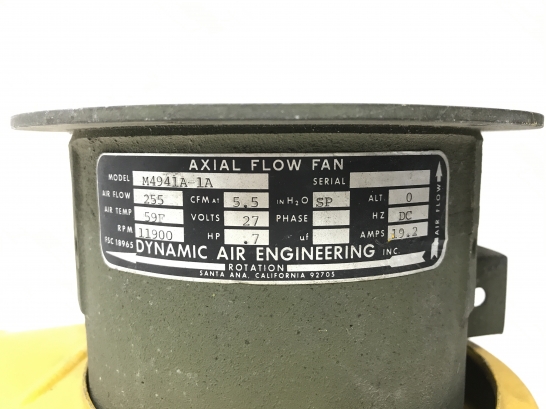 AXIAL FLOW FAN
MODEL M4941A-1A SERIAL
AIR FLOW 255 CFM AT 5.5 IN H2O SP ALT. 0
AIR TEMP 59F VOLTS 27 PHASE HZ DC
RPM 11900 HP .7 uf AMPS 19.2
FSC 18965 DYNAMIC AIR ENGINEERING INC.
ROTATION
SANTA ANA, CALIFORNIA 92705
AIR FLOW